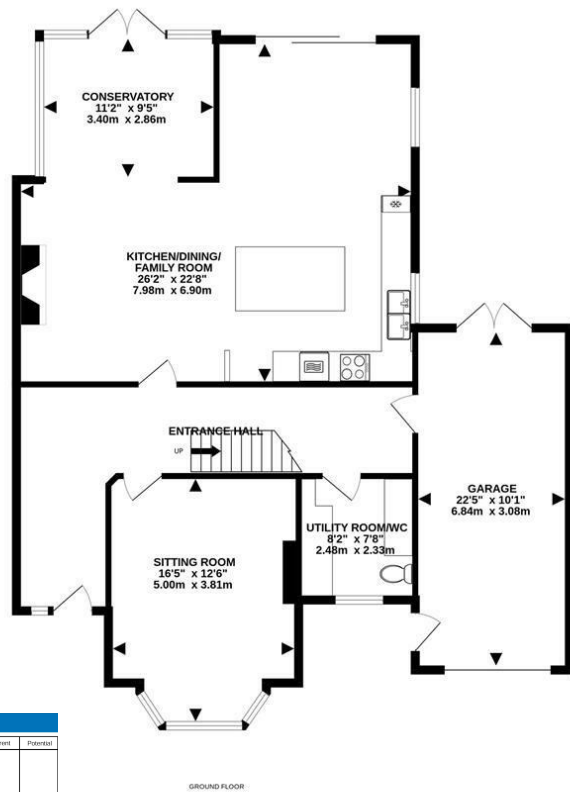 CONSERVATORY
11'2" x 9'5"
3.40m x 2.86m
KITCHEN/DINING/
FAMILY ROOM
26'2" x 22'8"
7.98m x 6.90m
ENTRANCE HALL
UP
GARAGE
22'5" x 10'1"
6.84m x 3.08m
UTILITY ROOM/WC
8'2" x 7'8"
2.48m x 2.33m
SITTING ROOM
16'5" x 12'6"
5.00m x 3.81m
rent Potential
GROUND FLOOR